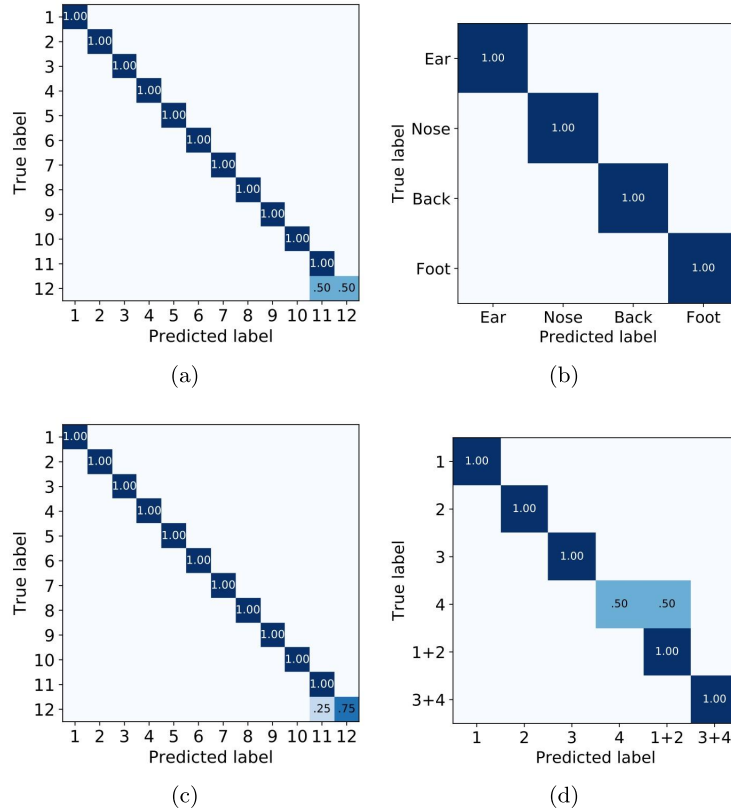 1 1.00
2 1.00
3 1.00
4 1.00
5 1.00
6 1.00
7 1.00
8 1.00
9 1.00
10 1.00
11 1.00
12 .50 .50
1 2 3 4 5 6 7 8 9 10 11 12
True label
Predicted label
(a)
Ear 1.00
Nose 1.00
Back 1.00
Foot 1.00
Ear Nose Back Foot
True label
Predicted label
(b)
1 1.00
2 1.00
3 1.00
4 1.00
5 1.00
6 1.00
7 1.00
8 1.00
9 1.00
10 1.00
11 1.00
12 .25 .75
1 2 3 4 5 6 7 8 9 10 11 12
True label
Predicted label
(c)
1 1.00
2 1.00
3 1.00
4 .50 .50
1+2 1.00
3+4 1.00
1 2 3 4 1+2 3+4
True label
Predicted label
(d)